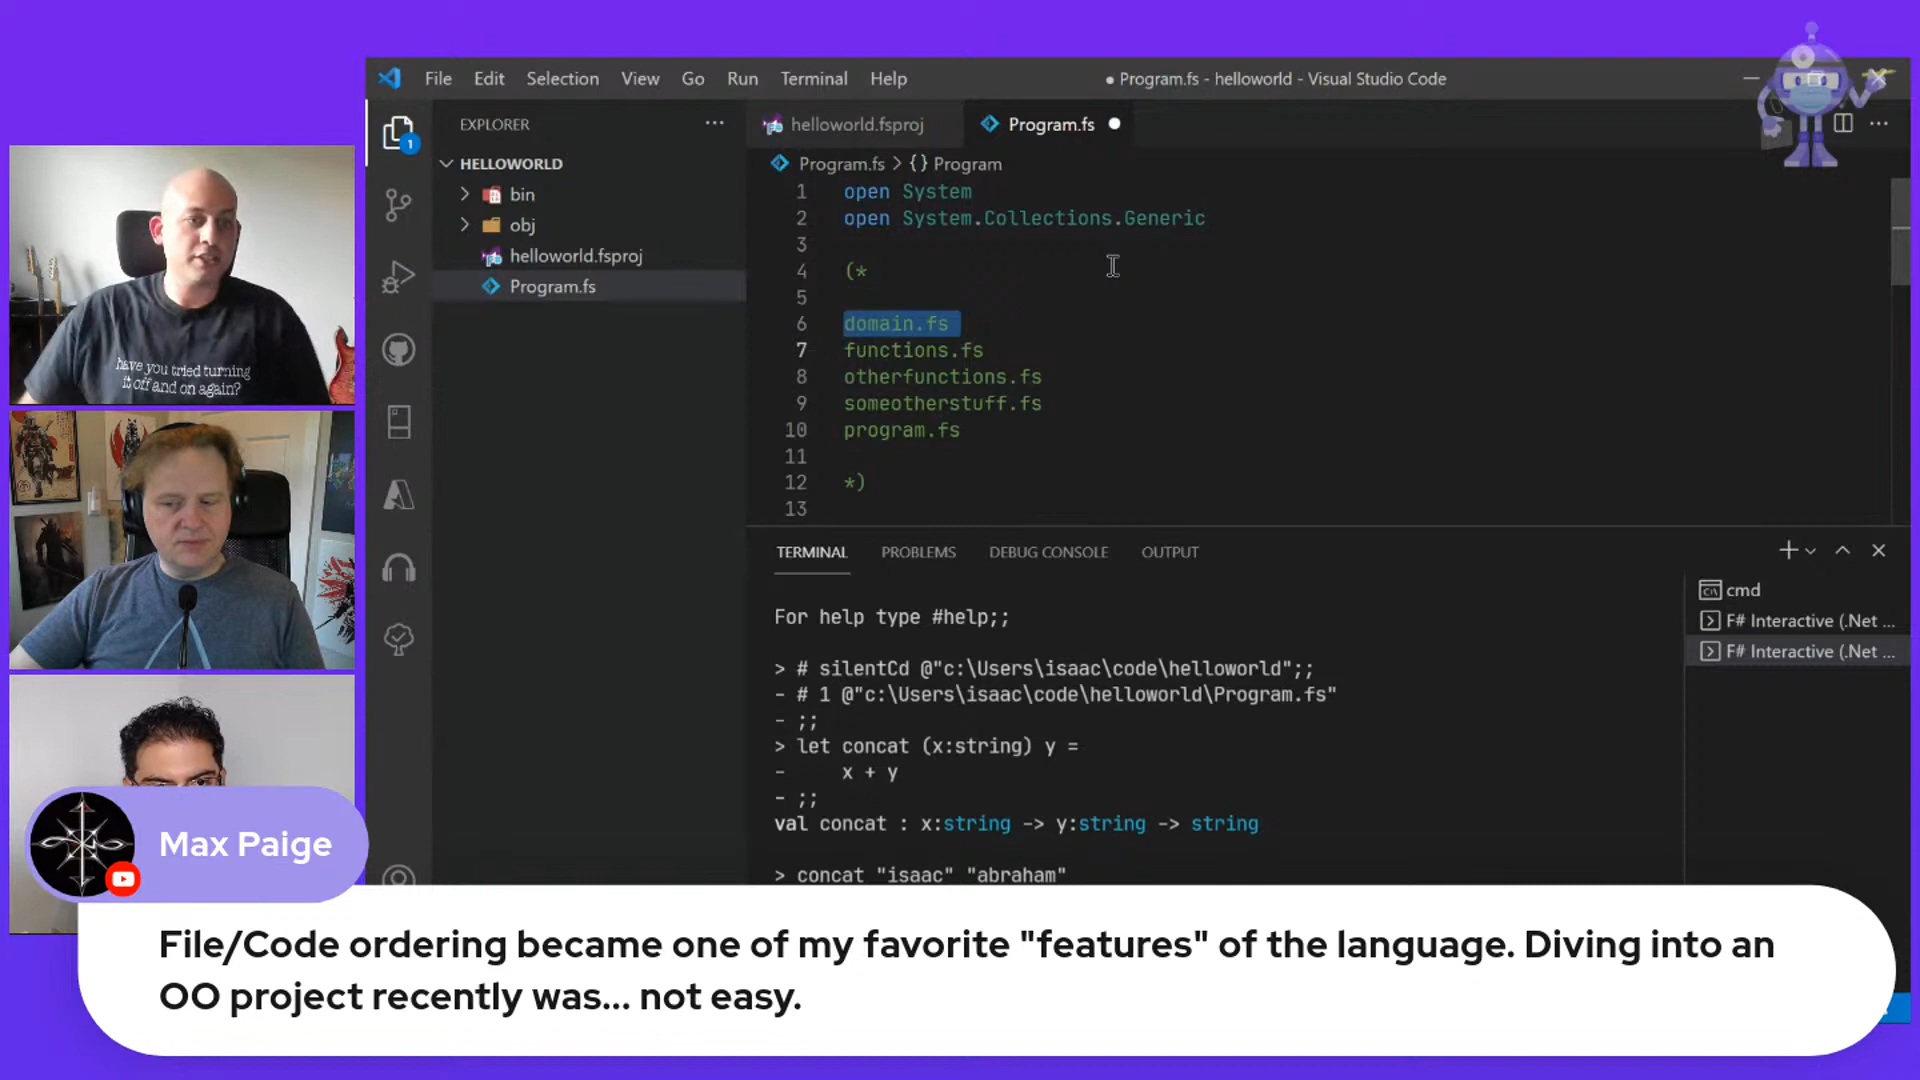 File Edit Selection View Go Run Terminal Help
● Program.fs - helloworld - Visual Studio Code
EXPLORER
HELLOWORLD
bin
obj
helloworld.fsproj
Program.fs
1
helloworld.fsproj
Program.fs
Program.fs > {} Program
1 open System
2 open System.Collections.Generic
3
4 (*
5
6 domain.fs
7 functions.fs
8 otherfunctions.fs
9 someotherstuff.fs
10 program.fs
11
12 *)
13
TERMINAL PROBLEMS DEBUG CONSOLE OUTPUT
For help type #help;;
> # silentCd @"c:\Users\isaac\code\helloworld";;
- # 1 @"c:\Users\isaac\code\helloworld\Program.fs"
- ;;
> let concat (x:string) y =
- x + y
- ;;
val concat : x:string -> y:string -> string
> concat "isaac" "abraham"
cmd
F# Interactive (.Net ...
F# Interactive (.Net ...
have you tried turning
it off and on again?
Max Paige
File/Code ordering became one of my favorite "features" of the language. Diving into an
OO project recently was... not easy.